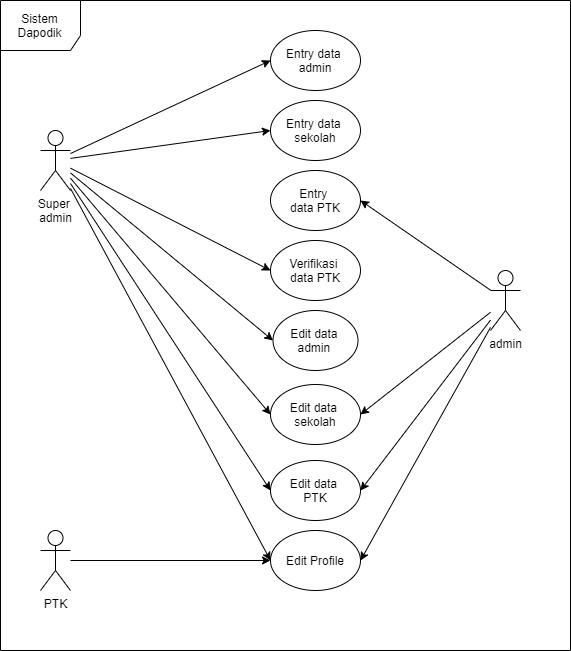 Sistem
Dapodik
Entry data
admin
Entry data
sekolah
Super
admin
Entry
data PTK
Verifikasi
data PTK
Edit data
admin
admin
Edit data
sekolah
Edit data
PTK
Edit Profile
PTK